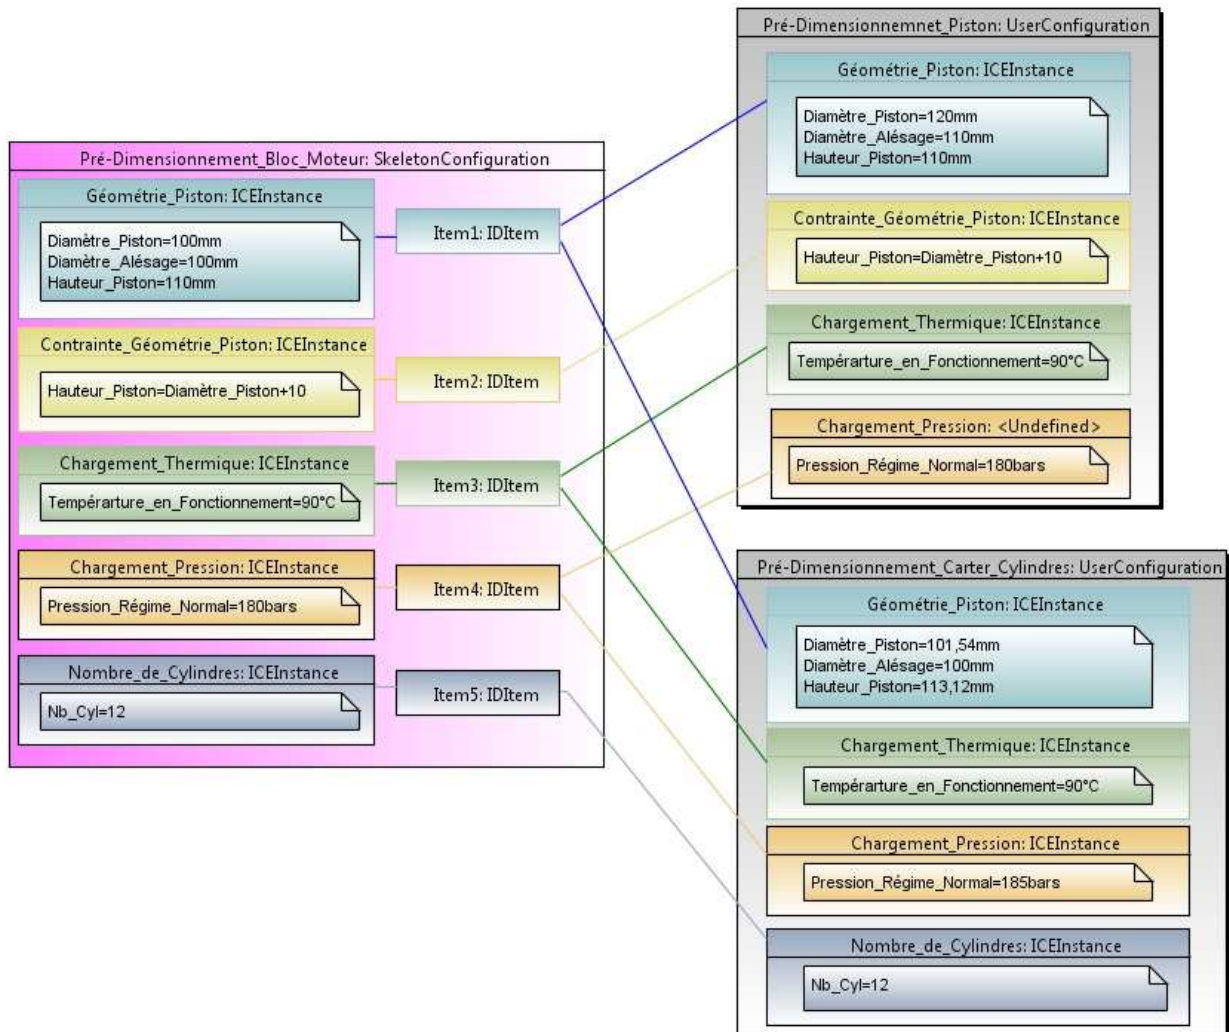 Pré-Dimensionnement_Bloc_Moteur: SkeletonConfiguration
Géométrie_Piston: ICEInstance
Diamètre_Piston=100mm
Diamètre_Alésage=100mm
Hauteur_Piston=110mm
Item1: IDItem
Contrainte_Géométrie_Piston: ICEInstance
Hauteur_Piston=Diamètre_Piston+10
Item2: IDItem
Chargement_Thermique: ICEInstance
Tempérarture_en_Fonctionnement=90°C
Item3: IDItem
Chargement_Pression: ICEInstance
Pression_Régime_Normal=180bars
Item4: IDItem
Nombre_de_Cylindres: ICEInstance
Nb_Cyl=12
Item5: IDItem
Pré-Dimensionnemnet_Piston: UserConfiguration
Géométrie_Piston: ICEInstance
Diamètre_Piston=120mm
Diamètre_Alésage=110mm
Hauteur_Piston=110mm
Contrainte_Géométrie_Piston: ICEInstance
Hauteur_Piston=Diamètre_Piston+10
Chargement_Thermique: ICEInstance
Tempérarture_en_Fonctionnement=90°C
Chargement_Pression: <Undefined>
Pression_Régime_Normal=180bars
Pré-Dimensionnement_Carter_Cylindres: UserConfiguration
Géométrie_Piston: ICEInstance
Diamètre_Piston=101,54mm
Diamètre_Alésage=100mm
Hauteur_Piston=113,12mm
Chargement_Thermique: ICEInstance
Tempérarture_en_Fonctionnement=90°C
Chargement_Pression: ICEInstance
Pression_Régime_Normal=185bars
Nombre_de_Cylindres: ICEInstance
Nb_Cyl=12